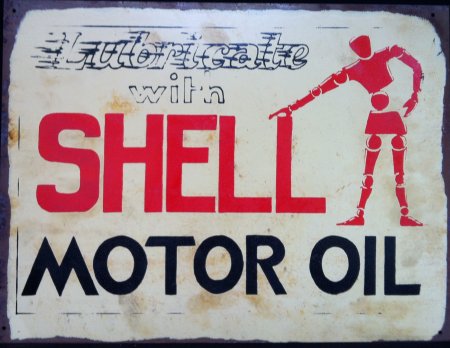 Lubricate
with
SHELL
MOTOR OIL